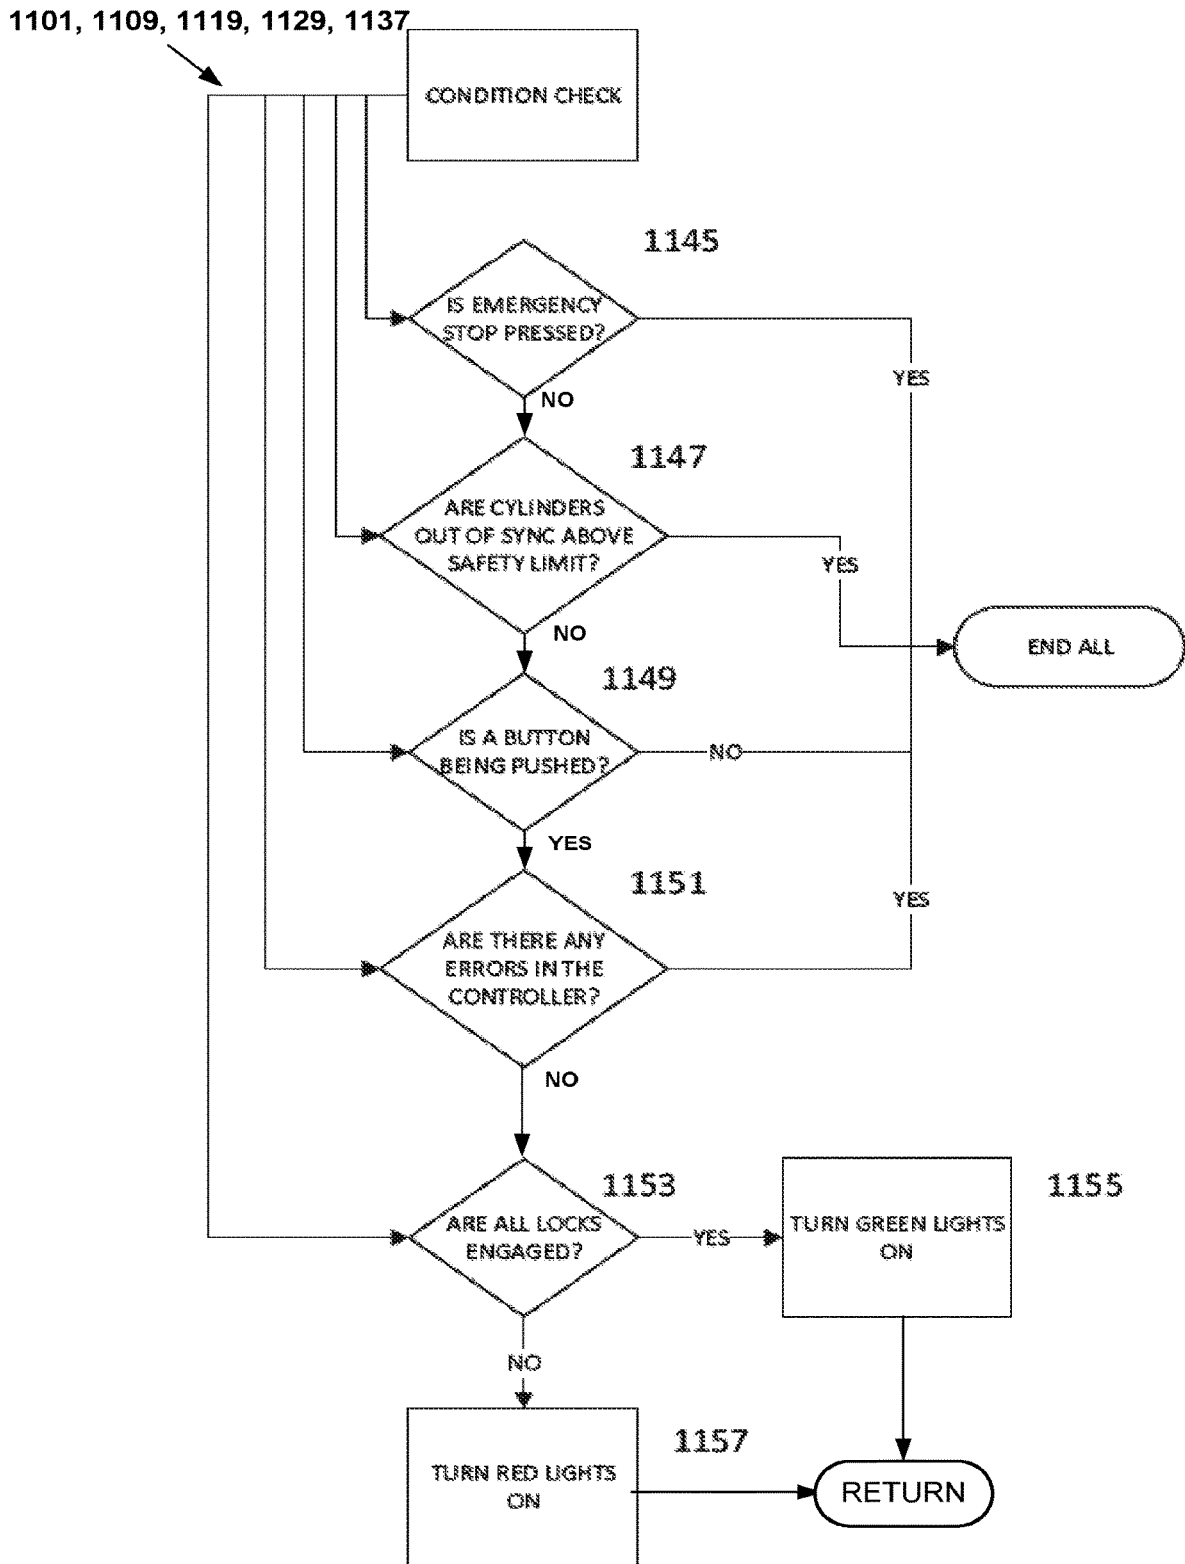 1101, 1109, 1119, 1129, 1137
CONDITION CHECK
1145
IS EMERGENCY
STOP PRESSED?
YES
NO
1147
ARE CYLINDERS
OUT OF SYNC ABOVE
SAFETY LIMIT?
YES
NO
END ALL
1149
IS A BUTTON
BEING PUSHED?
NO
YES
1151
YES
ARE THERE ANY
ERRORS IN THE
CONTROLLER?
NO
1153
ARE ALL LOCKS
ENGAGED?
YES
1155
TURN GREEN LIGHTS
ON
NO
1157
TURN RED LIGHTS
ON
RETURN